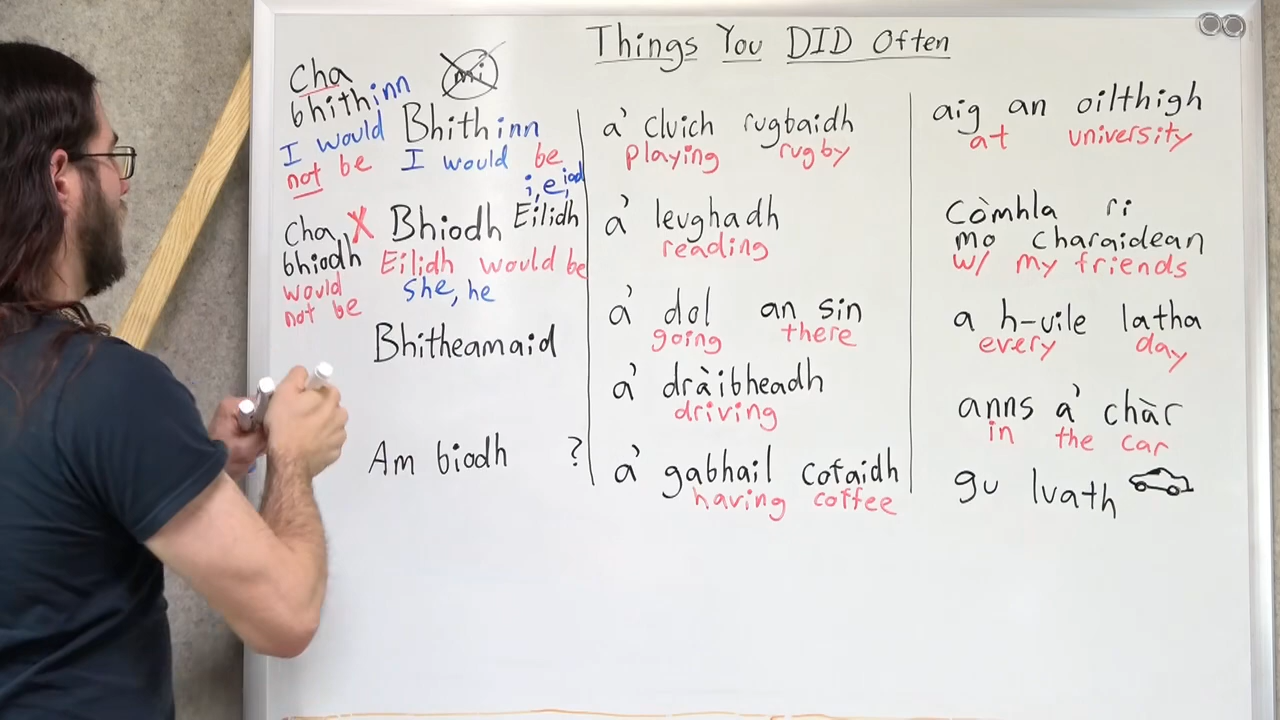 Things You DID Often
Cha
bhithinn
I would
not be
mi
Bhithinn
I would be
i, e, iad
Cha X
bhiodh
would
not be
Bhiodh Eilidh
Eilidh would be
she, he
Bhitheamaid
Am biodh ?
a' cluich rugbaidh
playing rugby
a' leughadh
reading
a' dol an sin
going there
a' dràibheadh
driving
a' gabhail cofaidh
having coffee
aig an oilthigh
at university
Còmhla ri
mo charaidean
w/ my friends
a h-uile latha
every day
anns a' chàr
in the car
gu luath